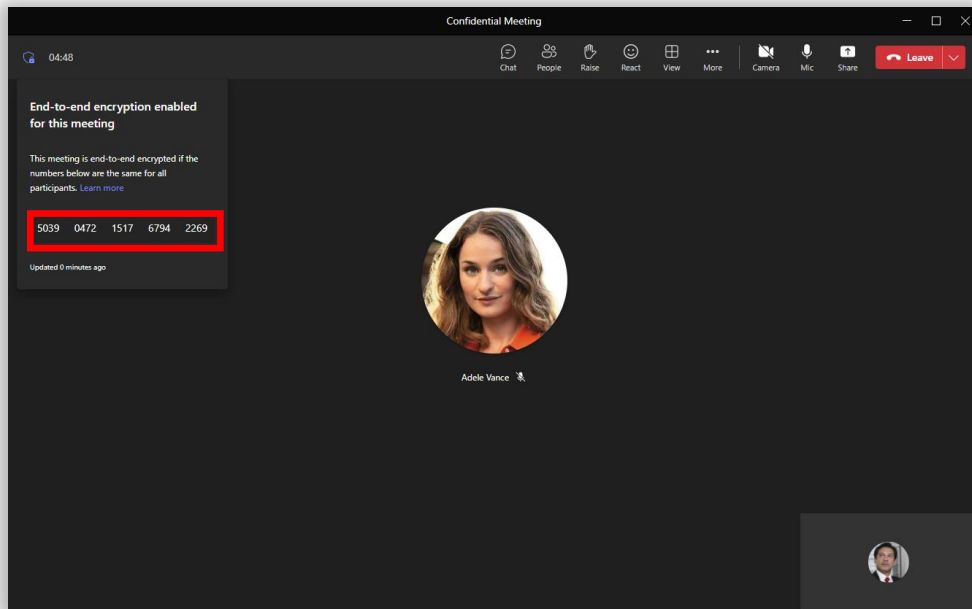 Confidential Meeting
04:48
Chat People Raise React View More Camera Mic Share Leave
End-to-end encryption enabled
for this meeting
This meeting is end-to-end encrypted if the
numbers below are the same for all
participants. Learn more
5039 0472 1517 6794 2269
Updated 0 minutes ago
Adele Vance